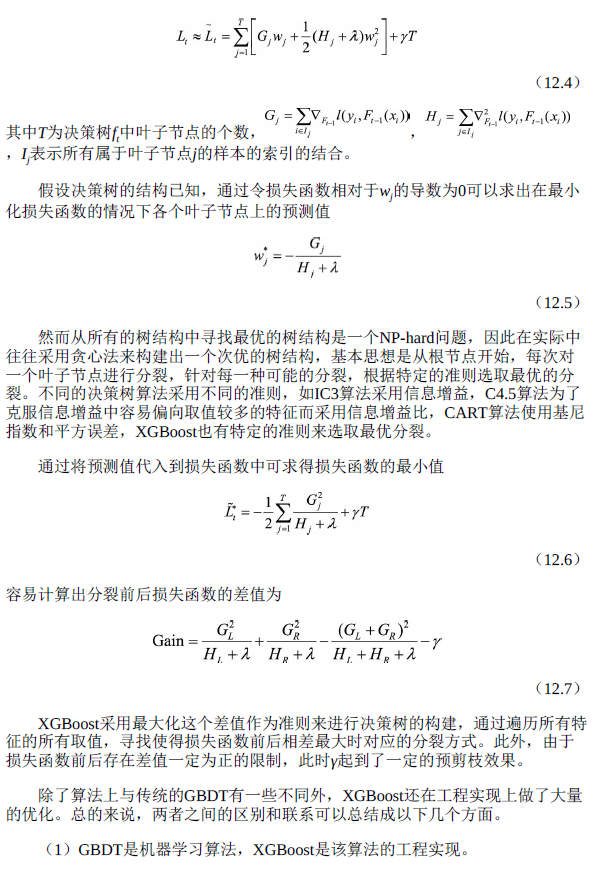 $L_t \approx \tilde{L}_t = \sum_{j=1}^{T} \left[ G_j w_j + \frac{1}{2}(H_j + \lambda) w_j^2 \right] + \gamma T$
（12.4）
其中T为决策树f_t中叶子节点的个数，$G_j = \sum_{i \in I_j} \nabla_{F_{t-1}} l(y_i, F_{t-1}(x_i))$，$H_j = \sum_{j \in I_j} \nabla^2_{F_{t-1}} l(y_i, F_{t-1}(x_i))$
，I_j表示所有属于叶子节点j的样本的索引的结合。
假设决策树的结构已知，通过令损失函数相对于w_j的导数为0可以求出在最小
化损失函数的情况下各个叶子节点上的预测值
$w_j^* = -\frac{G_j}{H_j + \lambda}$
（12.5）
然而从所有的树结构中寻找最优的树结构是一个NP-hard问题，因此在实际中
往往采用贪心法来构建出一个次优的树结构，基本思想是从根节点开始，每次对
一个叶子节点进行分裂，针对每一种可能的分裂，根据特定的准则选取最优的分
裂。不同的决策树算法采用不同的准则，如IC3算法采用信息增益，C4.5算法为了
克服信息增益中容易偏向取值较多的特征而采用信息增益比，CART算法使用基尼
指数和平方误差，XGBoost也有特定的准则来选取最优分裂。
通过将预测值代入到损失函数中可求得损失函数的最小值
$\tilde{L}_t^* = -\frac{1}{2} \sum_{j=1}^{T} \frac{G_j^2}{H_j + \lambda} + \gamma T$
（12.6）
容易计算出分裂前后损失函数的差值为
$\text{Gain} = \frac{G_L^2}{H_L + \lambda} + \frac{G_R^2}{H_R + \lambda} - \frac{(G_L + G_R)^2}{H_L + H_R + \lambda} - \gamma$
（12.7）
XGBoost采用最大化这个差值作为准则来进行决策树的构建，通过遍历所有特
征的所有取值，寻找使得损失函数前后相差最大时对应的分裂方式。此外，由于
损失函数前后存在差值一定为正的限制，此时γ起到了一定的预剪枝效果。
除了算法上与传统的GBDT有一些不同外，XGBoost还在工程实现上做了大量
的优化。总的来说，两者之间的区别和联系可以总结成以下几个方面。
（1）GBDT是机器学习算法，XGBoost是该算法的工程实现。